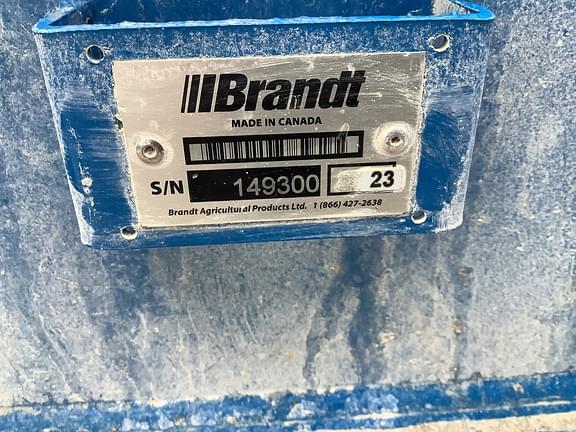 Brandt
MADE IN CANADA
S/N 149300 23
Brandt Agricultural Products Ltd. 1 (866) 427-2638